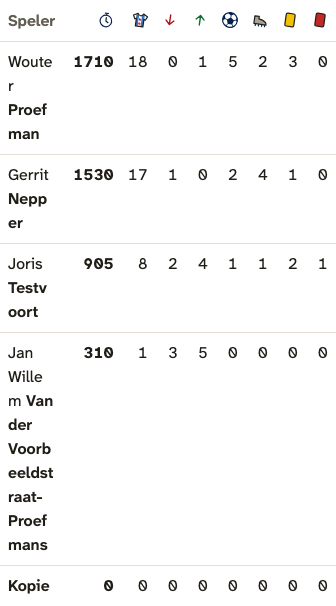 Speler
Woute 1710 18 0 1 5 2 3 0
r
Proef
man
Gerrit 1530 17 1 0 2 4 1 0
Nepp
er
Joris 905 8 2 4 1 1 2 1
Testv
oort
Jan 310 1 3 5 0 0 0 0
Wille
m Van
der
Voorb
eeldst
raat-
Proef
mans
Kopie 0 0 0 0 0 0 0 0